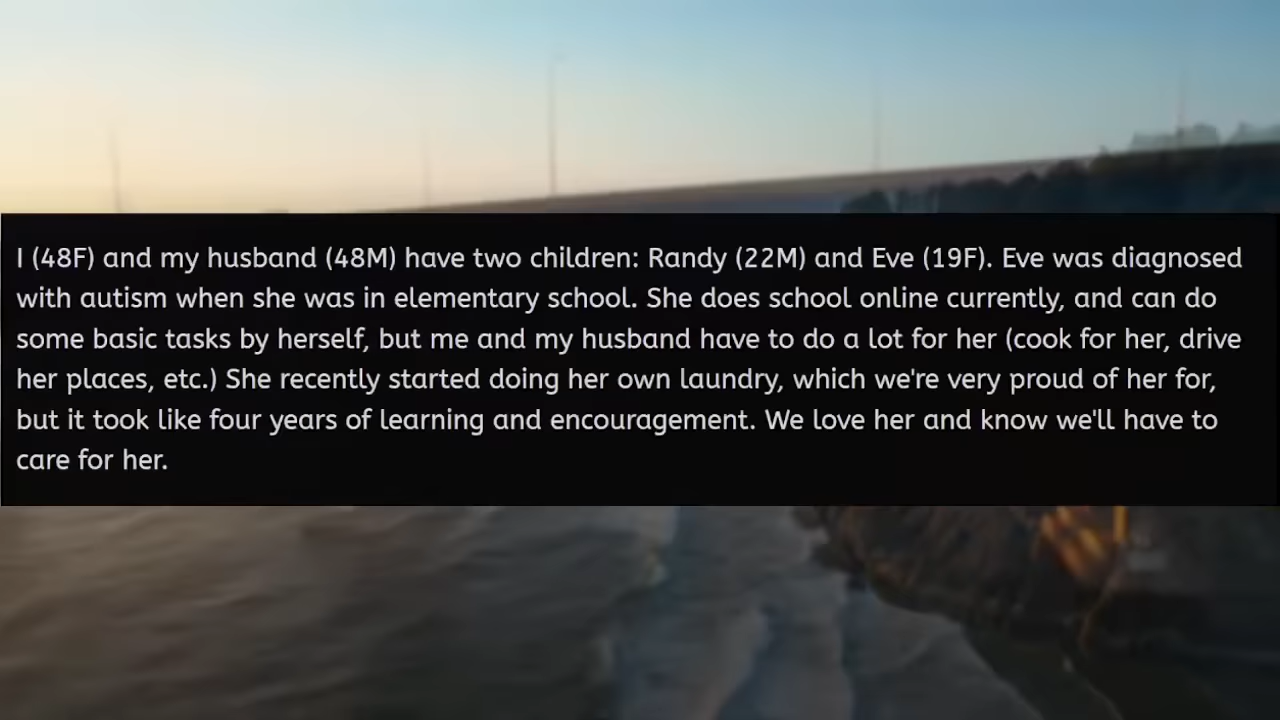 I (48F) and my husband (48M) have two children: Randy (22M) and Eve (19F). Eve was diagnosed
with autism when she was in elementary school. She does school online currently, and can do
some basic tasks by herself, but me and my husband have to do a lot for her (cook for her, drive
her places, etc.) She recently started doing her own laundry, which we're very proud of her for,
but it took like four years of learning and encouragement. We love her and know we'll have to
care for her.